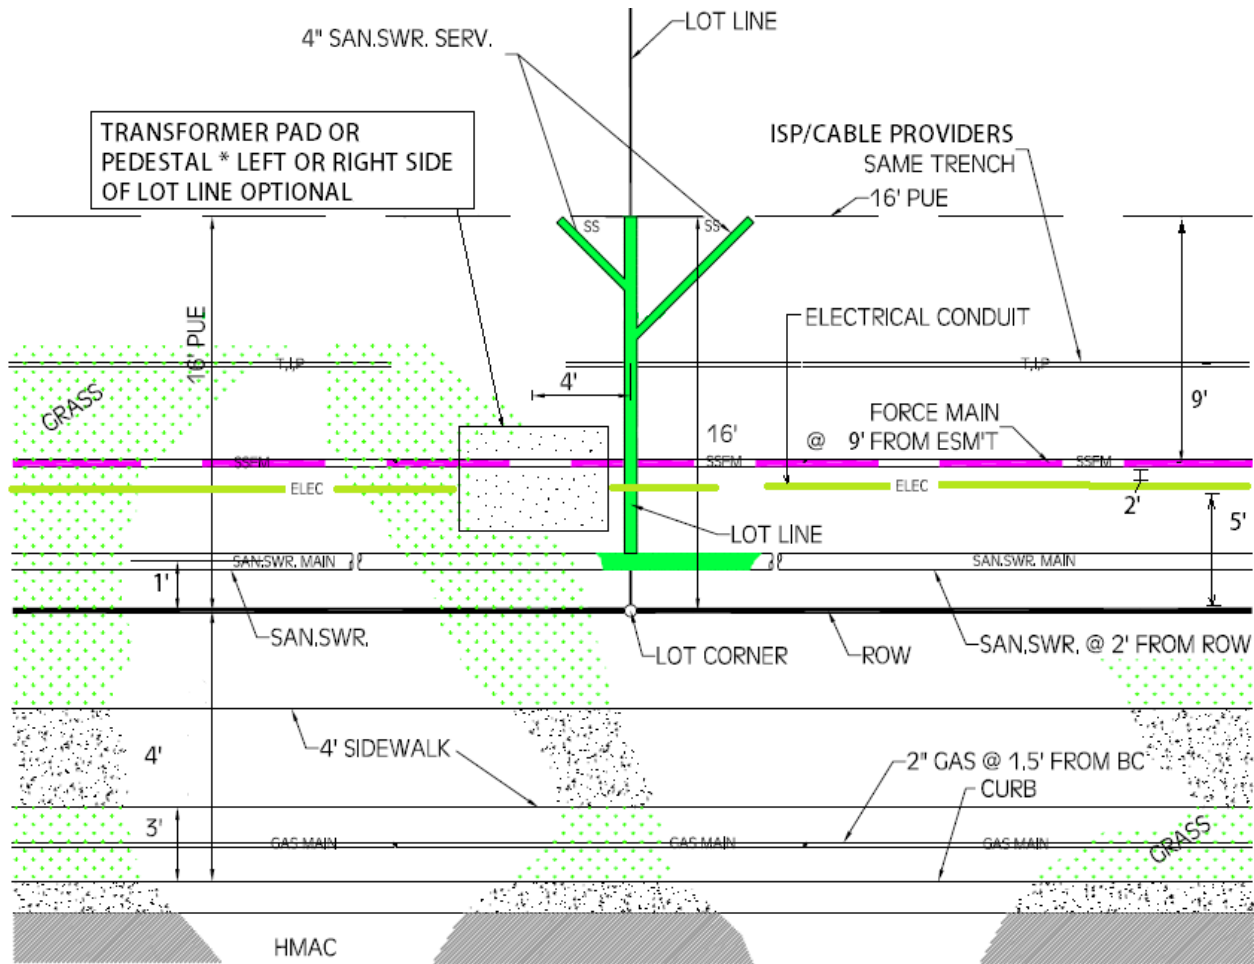 LOT LINE
4" SAN.SWR. SERV.
TRANSFORMER PAD OR
PEDESTAL * LEFT OR RIGHT SIDE
OF LOT LINE OPTIONAL
ISP/CABLE PROVIDERS
SAME TRENCH
16' PUE
SS
SS
16' PUE
ELECTRICAL CONDUIT
T,I,P
T,I,P
4'
9'
GRASS
FORCE MAIN
@ 9' FROM ESM'T
16'
SSFM
SSFM
SSFM
ELEC
ELEC
2'
5'
LOT LINE
SAN.SWR. MAIN
SAN.SWR. MAIN
1'
SAN.SWR.
LOT CORNER
ROW
SAN.SWR. @ 2' FROM ROW
4'
4' SIDEWALK
2" GAS @ 1.5' FROM BC
CURB
3'
GAS MAIN
GAS MAIN
GAS MAIN
GRASS
HMAC